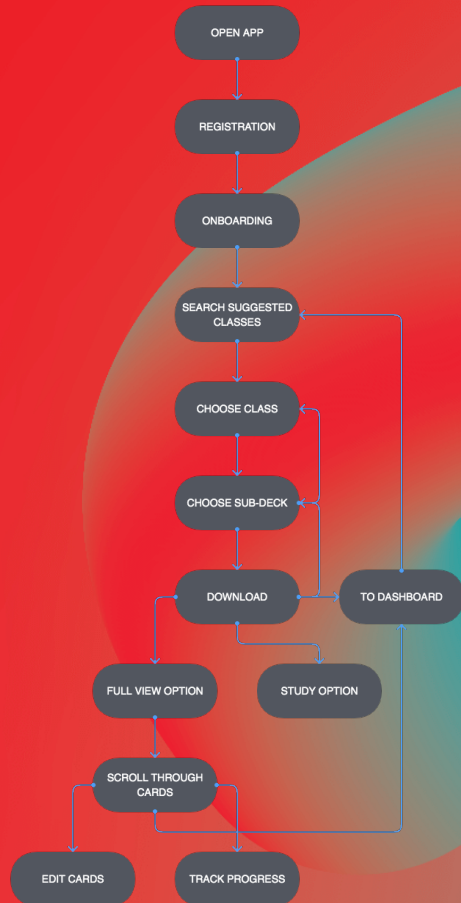 OPEN APP
REGISTRATION
ONBOARDING
SEARCH SUGGESTED
CLASSES
CHOOSE CLASS
CHOOSE SUB-DECK
DOWNLOAD
TO DASHBOARD
FULL VIEW OPTION
STUDY OPTION
SCROLL THROUGH
CARDS
EDIT CARDS
TRACK PROGRESS